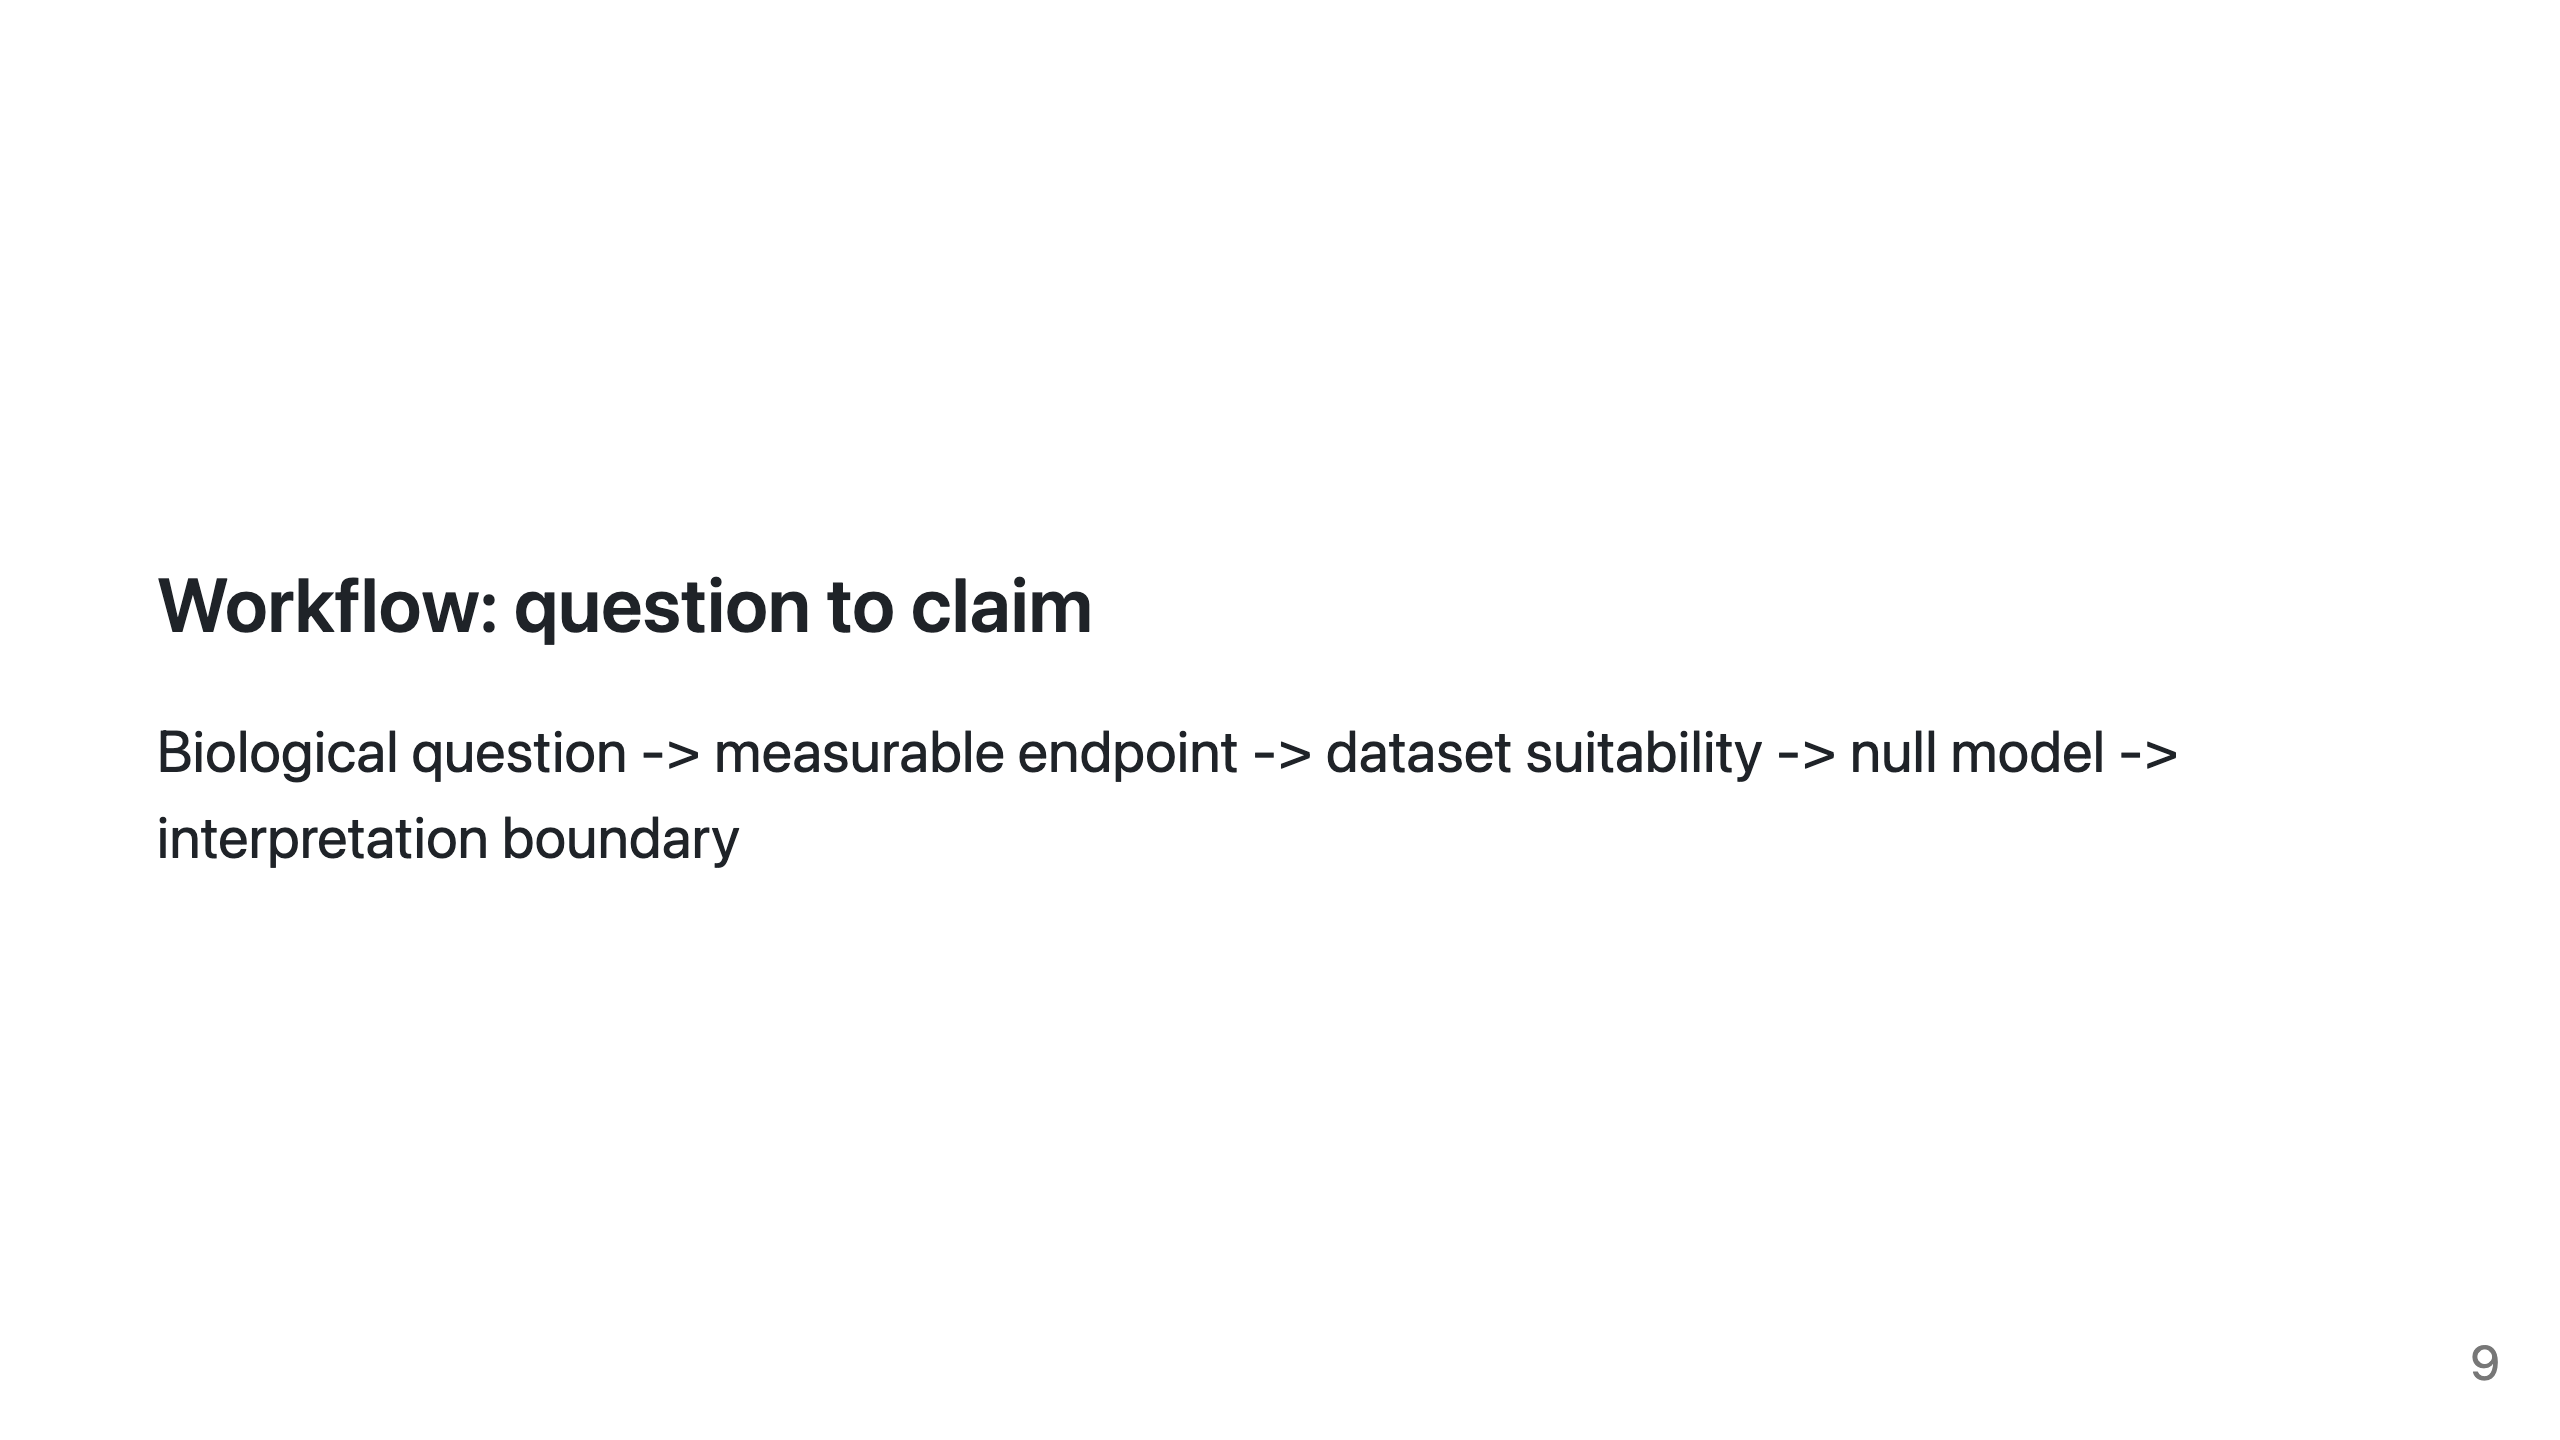 Workflow: question to claim
Biological question -> measurable endpoint -> dataset suitability -> null model ->
interpretation boundary
9